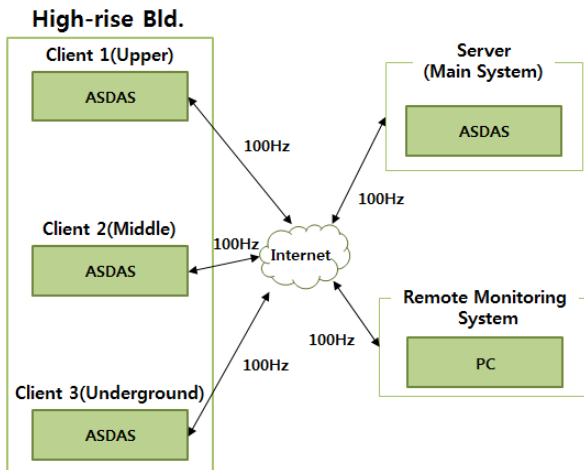 High-rise Bld.
Client 1(Upper)
ASDAS
100Hz
Client 2(Middle)
ASDAS
100Hz
Client 3(Underground)
ASDAS
100Hz
Internet
Server
(Main System)
ASDAS
100Hz
Remote Monitoring
System
PC
100Hz